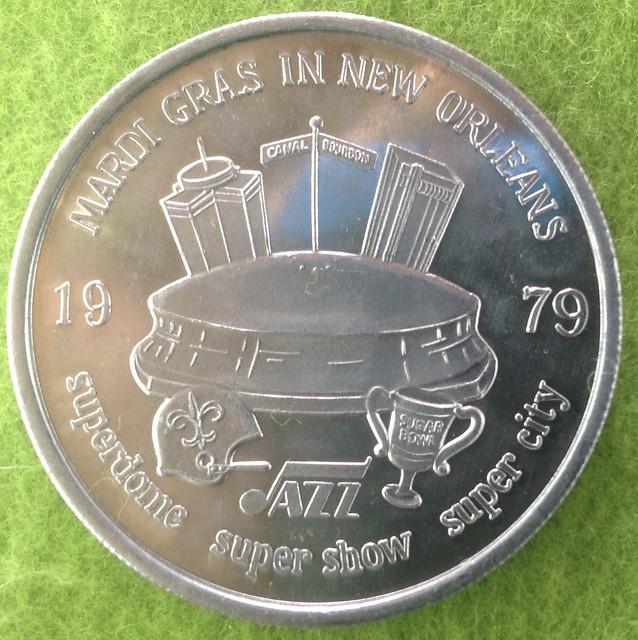 MARDI GRAS IN NEW ORLEANS
CANAL BOURBON
19 79
SUGAR
BOWL
JAZZ
superdome super show super city